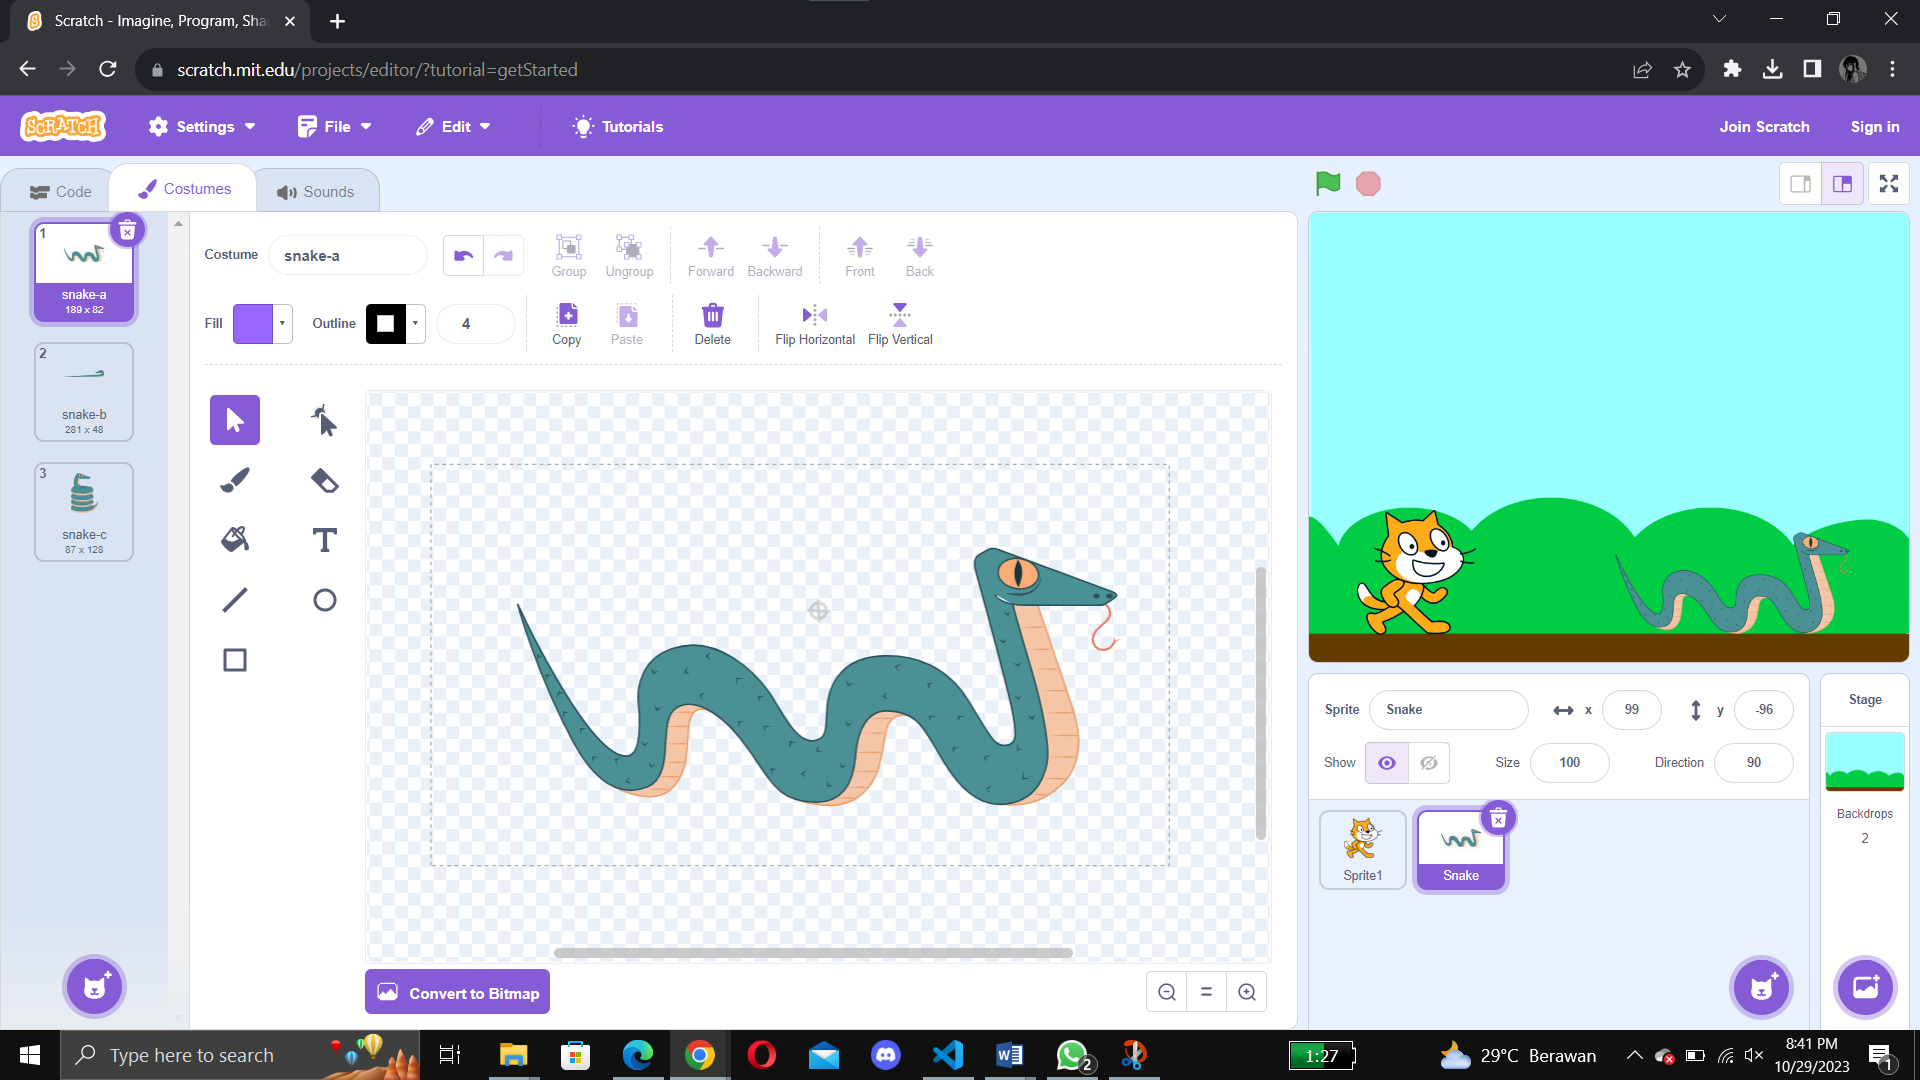 Scratch - Imagine, Program, Sha
scratch.mit.edu/projects/editor/?tutorial=getStarted
SCRATCH
Settings
File
Edit
Tutorials
Join Scratch
Sign in
Code
Costumes
Sounds
1
snake-a
189 x 82
2
snake-b
281 x 48
3
snake-c
87 x 128
Costume
snake-a
Group
Ungroup
Forward
Backward
Front
Back
Fill
Outline
4
Copy
Paste
Delete
Flip Horizontal
Flip Vertical
T
Convert to Bitmap
Sprite
Snake
x
99
y
-96
Show
Size
100
Direction
90
Sprite1
Snake
Stage
Backdrops
2
Type here to search
2
1:27
29°C Berawan
8:41 PM
10/29/2023
1